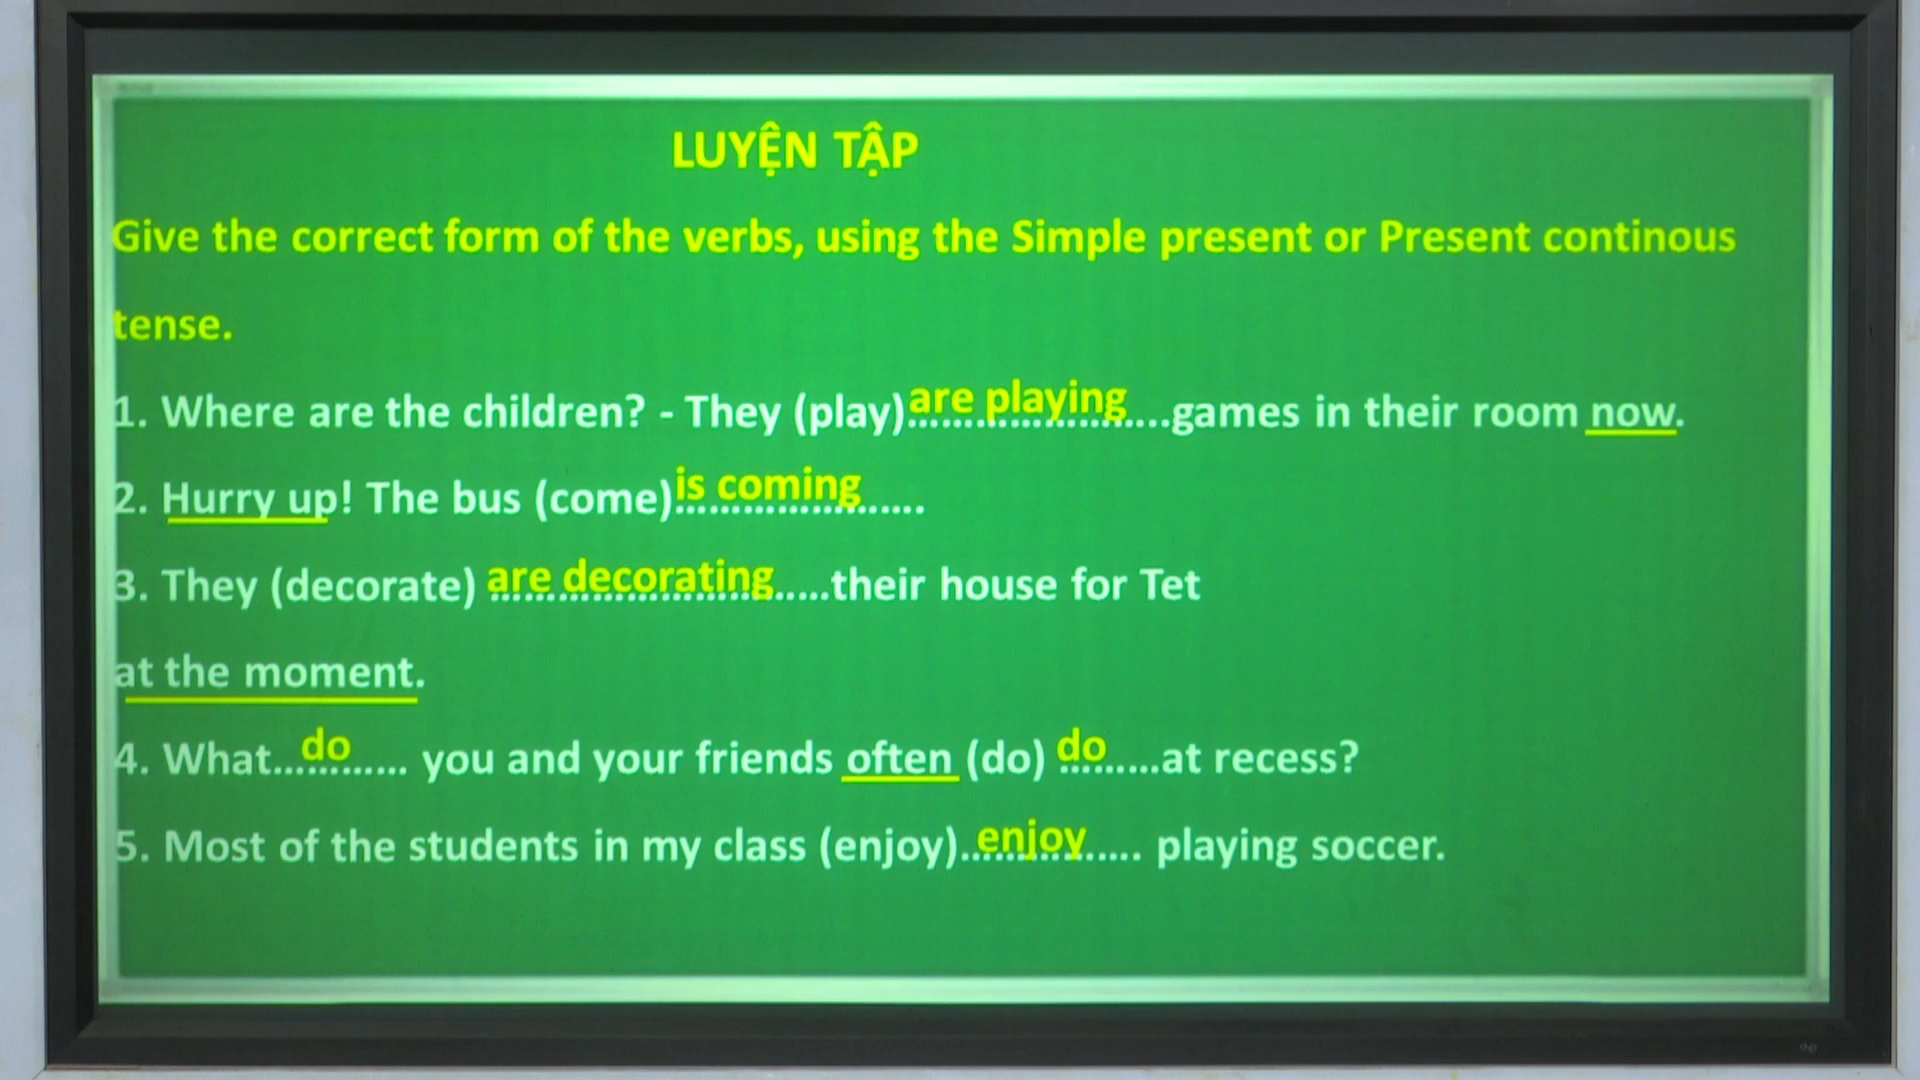 LUYỆN TẬP
Give the correct form of the verbs, using the Simple present or Present continous
tense.
1. Where are the children? - They (play)are playing.....games in their room now.
2. Hurry up! The bus (come)is coming......
3. They (decorate) are decorating.....their house for Tet
at the moment.
4. What...do...... you and your friends often (do) do......at recess?
5. Most of the students in my class (enjoy)..enjoy...... playing soccer.